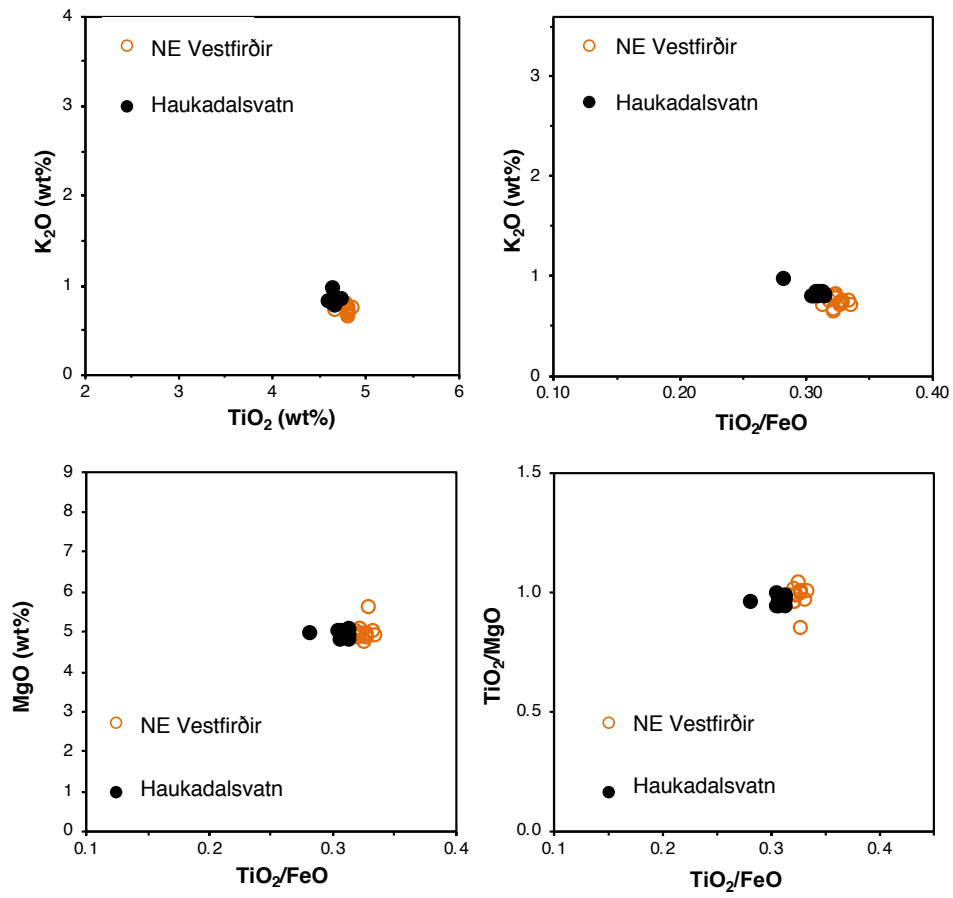 4
3
2
1
0
K₂O (wt%)
NE Vestfirðir
Haukadalsvatn
2
3
4
5
6
TiO₂ (wt%)
3
2
1
0
K₂O (wt%)
NE Vestfirðir
Haukadalsvatn
0.10
0.20
0.30
0.40
TiO₂/FeO
9
8
7
6
5
4
3
2
1
0
MgO (wt%)
NE Vestfirðir
Haukadalsvatn
0.1
0.2
0.3
0.4
TiO₂/FeO
1.5
1.0
0.5
0.0
TiO₂/MgO
NE Vestfirðir
Haukadalsvatn
0.1
0.2
0.3
0.4
TiO₂/FeO